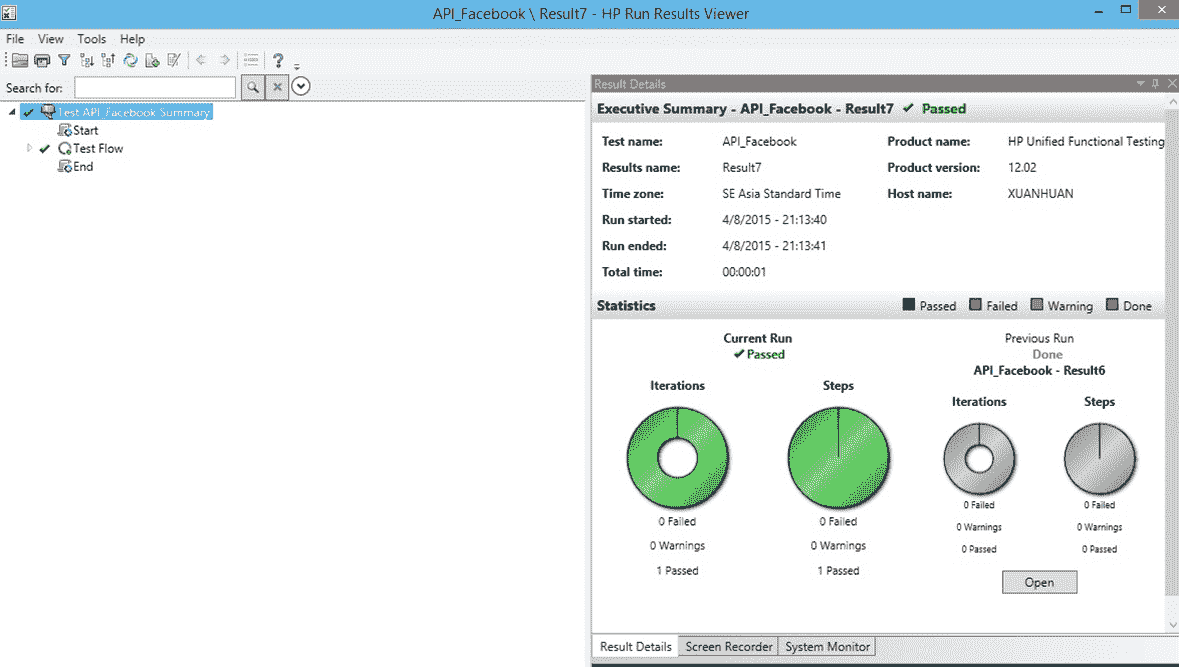 API_Facebook \ Result7 - HP Run Results Viewer
File View Tools Help
Search for:
Test API_Facebook Summary
Start
Test Flow
End
Result Details
Executive Summary - API_Facebook - Result7 Passed
Test name: API_Facebook Product name: HP Unified Functional Testing
Results name: Result7 Product version: 12.02
Time zone: SE Asia Standard Time Host name: XUANHUAN
Run started: 4/8/2015 - 21:13:40
Run ended: 4/8/2015 - 21:13:41
Total time: 00:00:01
Statistics Passed Failed Warning Done
Current Run
Passed
Iterations Steps
0 Failed 0 Failed
0 Warnings 0 Warnings
1 Passed 1 Passed
Previous Run
Done
API_Facebook - Result6
Iterations Steps
0 Failed 0 Failed
0 Warnings 0 Warnings
0 Passed 0 Passed
Open
Result Details Screen Recorder System Monitor